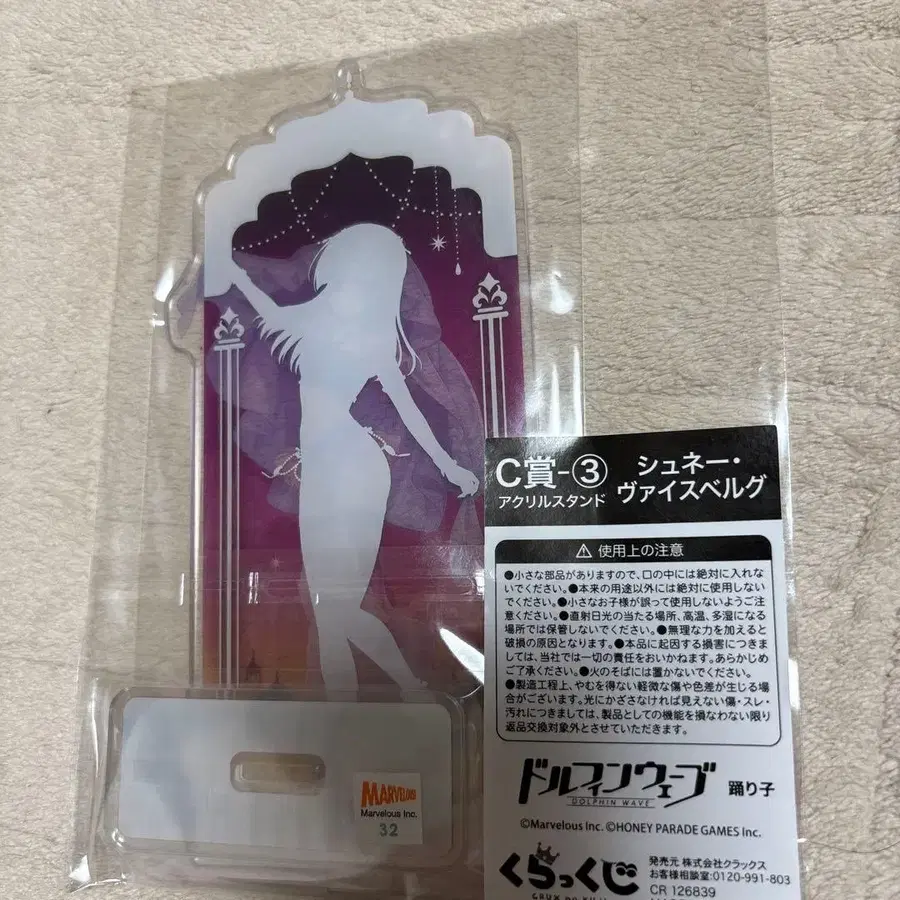 C賞-③
アクリルスタンド
シュネー・
ヴァイスベルグ
⚠使用上の注意
●小さな部品がありますので、口の中には絶対に入れな
いでください。●本来の用途以外には絶対に使用しない
でください。●小さなお子様が誤って使用しないようご注
意ください。●直射日光の当たる場所、高温、多湿になる
場所では保管しないでください。●無理な力を加えると
破損の原因となります。●本品に起因する損害につきま
しては、当社では一切の責任をおいかねます。あらかじめ
ご了承ください。●火のそばには置かないでください。
●製造工程上、やむを得ない軽微な傷や色差が生じる場
合がございます。光にかざさなければ見えない傷・スレ・
汚れにつきましては、製品としての機能を損なわない限り
返品交換対象外とさせていただきます。
ドルフィンウェーブ
DOLPHIN WAVE
踊り子
©Marvelous Inc. ©HONEY PARADE GAMES Inc.
くらっくじ
発売元 株式会社クラックス
お客様相談室:0120-991-803
CR 126839
MARVELOUS
Marvelous Inc.
32